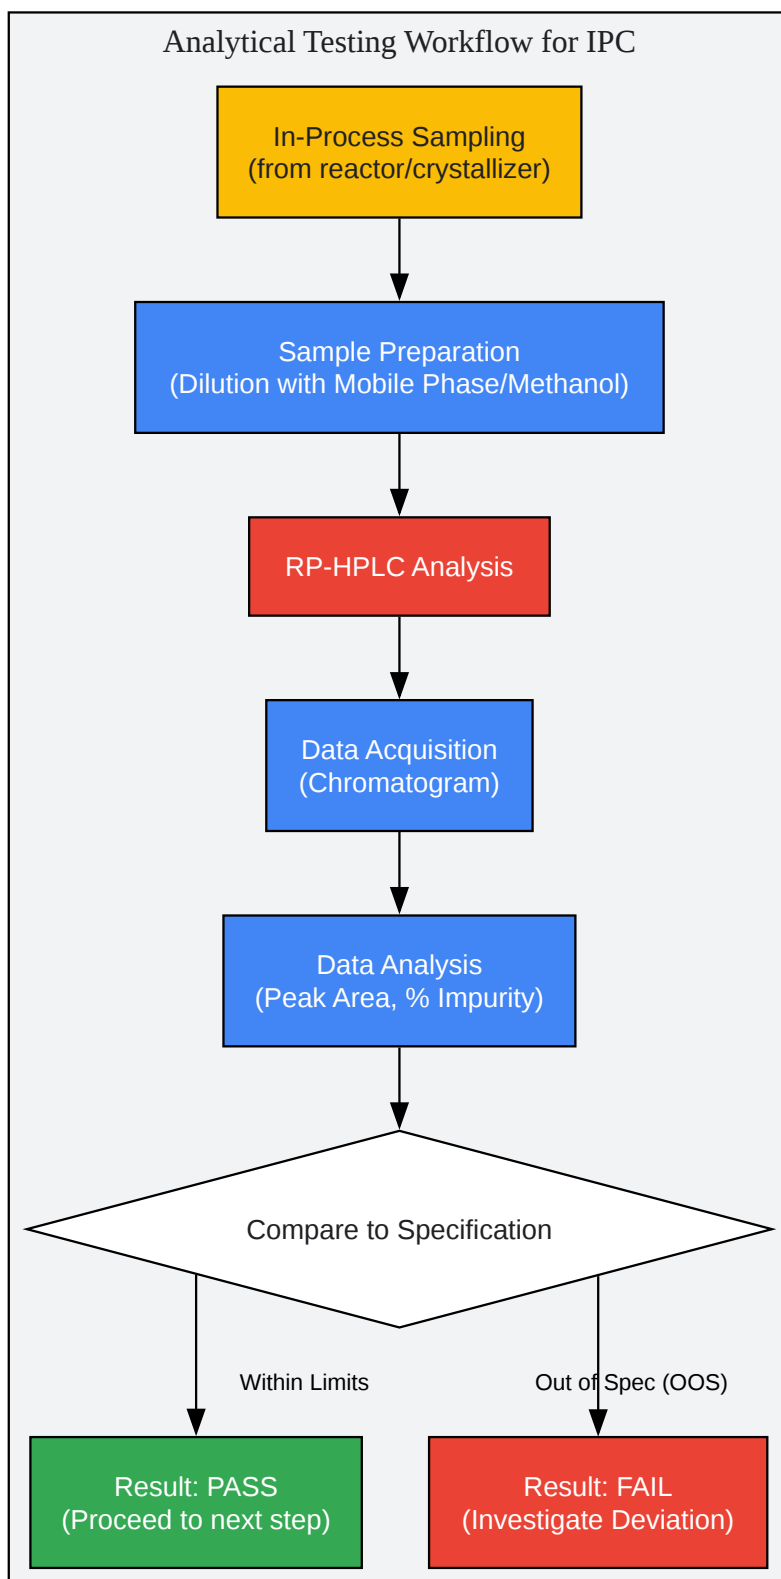 Analytical Testing Workflow for IPC
In-Process Sampling
(from reactor/crystallizer)
Sample Preparation
(Dilution with Mobile Phase/Methanol)
RP-HPLC Analysis
Data Acquisition
(Chromatogram)
Data Analysis
(Peak Area, % Impurity)
Compare to Specification
Within Limits
Out of Spec (OOS)
Result: PASS
(Proceed to next step)
Result: FAIL
(Investigate Deviation)